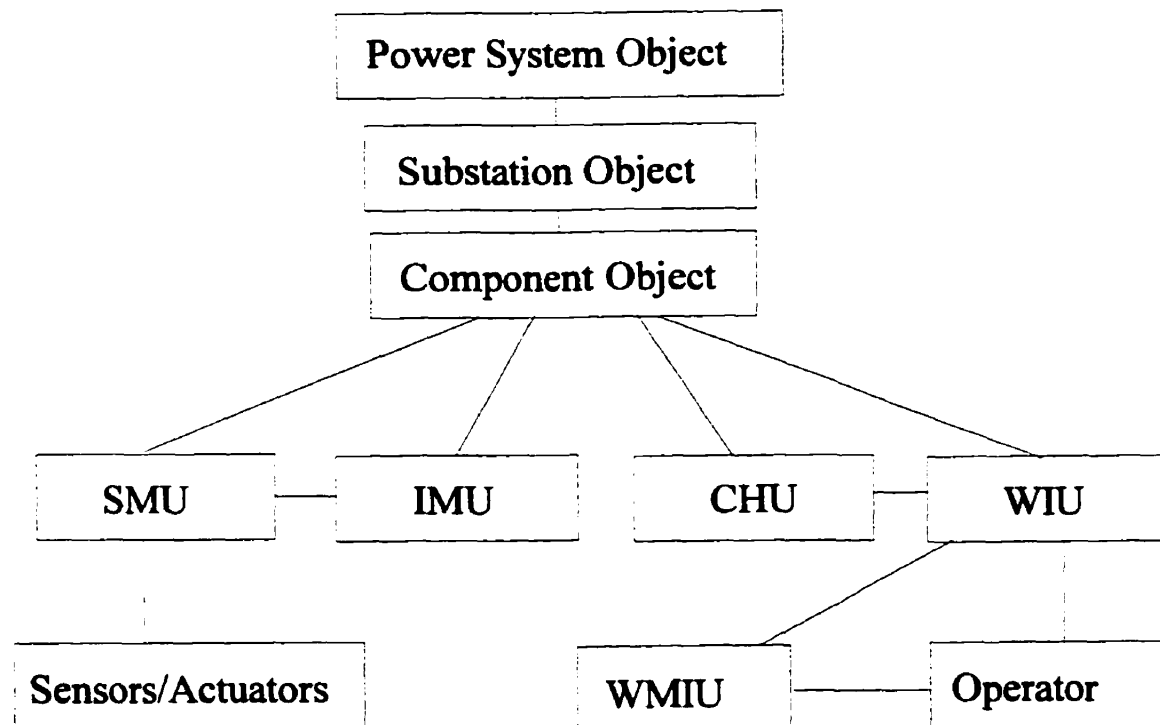 Power System Object
Substation Object
Component Object
SMU
IMU
CHU
WIU
Sensors/Actuators
WMIU
Operator